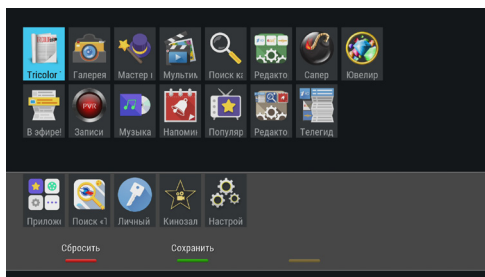 Tricolor Галерея Мастер Мультик Поиск ка Редакто Сапер Ювелир
PVR
В эфире! Записи Музыка Напомин Популяр Редакто Телегид
Приложе Поиск «Т Личный Кинозал Настрой
Сбросить Сохранить